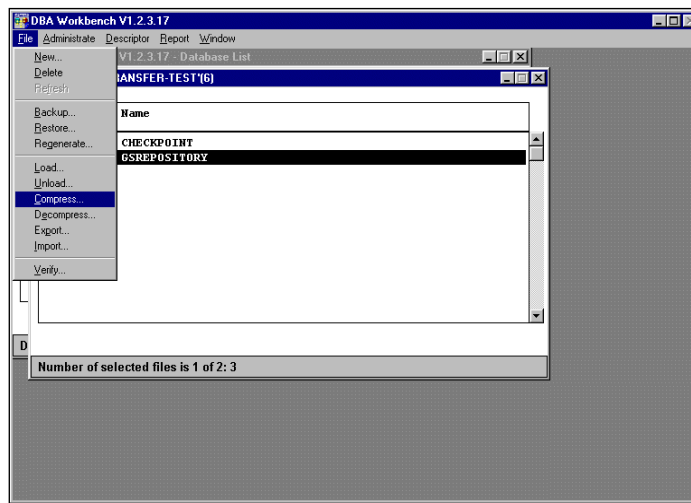 DBA Workbench V1.2.3.17
File Administrate Descriptor Report Window
V1.2.3.17 - Database List
RANSFER-TEST'(6)
New...
Delete
Refresh
Backup...
Restore...
Regenerate...
Load...
Unload...
Compress...
Decompress...
Export...
Import...
Verify...
Name
CHECKPOINT
GSREPOSITORY
D
Number of selected files is 1 of 2: 3